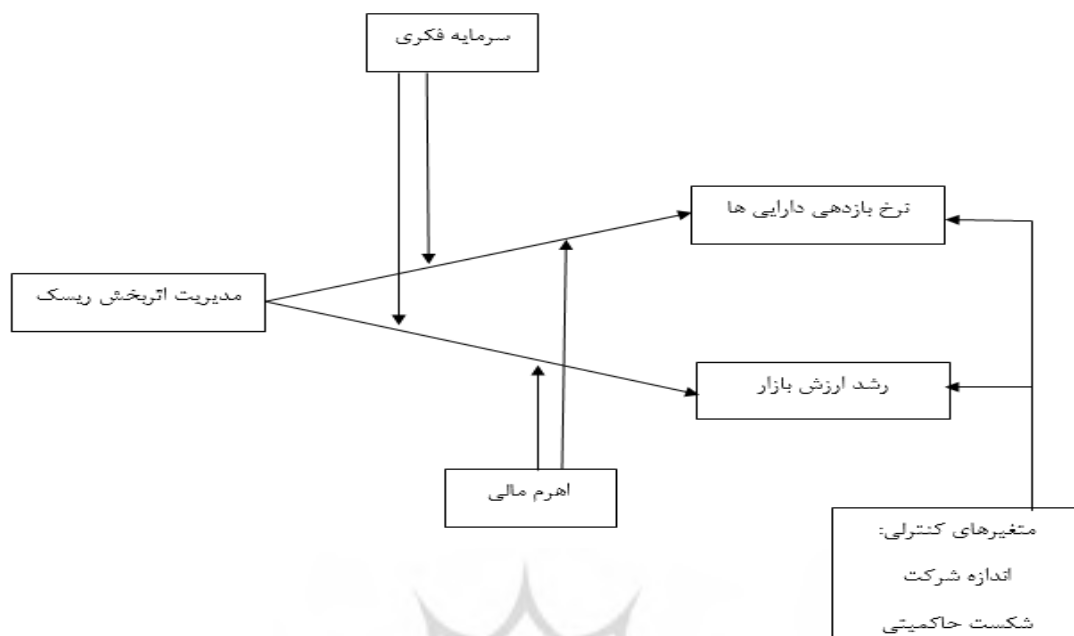 سرمایه فکری
نرخ بازدهی دارایی ها
مدیریت اثربخش ریسک
رشد ارزش بازار
اهرم مالی
متغیرهای کنترلی:
اندازه شرکت
شکست حاکمیتی